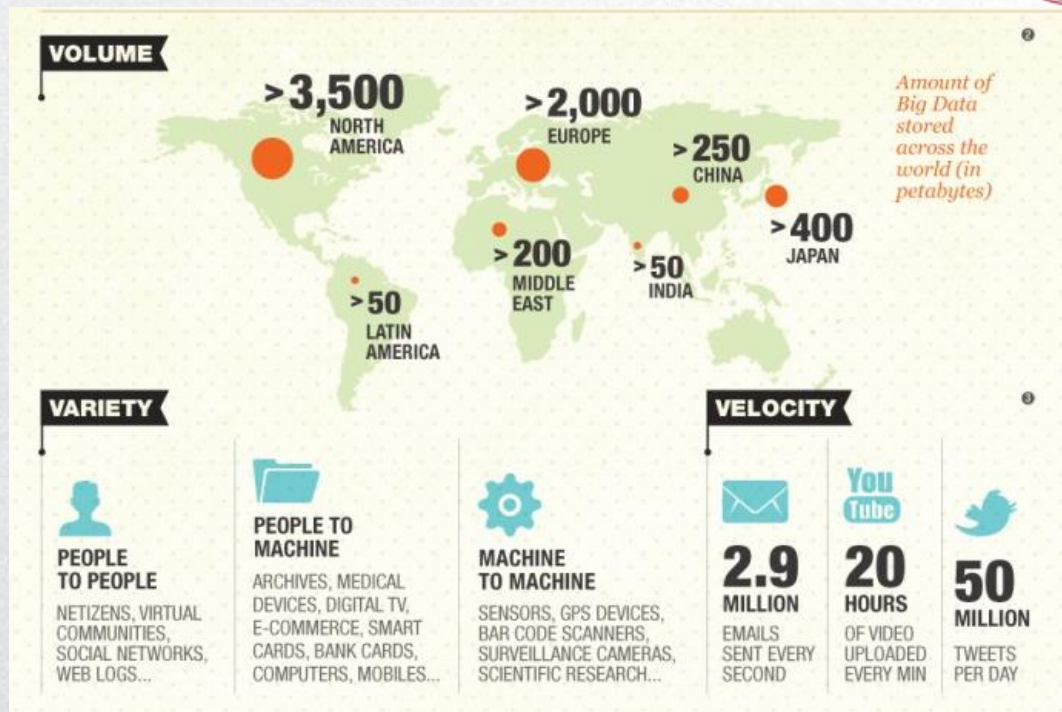 VOLUME
❷
> 3,500
NORTH
AMERICA
> 2,000
EUROPE
> 250
CHINA
Amount of
Big Data
stored
across the
world (in
petabytes)
> 400
JAPAN
> 200
MIDDLE
EAST
> 50
INDIA
> 50
LATIN
AMERICA
VARIETY
PEOPLE
TO PEOPLE
NETIZENS, VIRTUAL
COMMUNITIES,
SOCIAL NETWORKS,
WEB LOGS...
PEOPLE TO
MACHINE
ARCHIVES, MEDICAL
DEVICES, DIGITAL TV,
E-COMMERCE, SMART
CARDS, BANK CARDS,
COMPUTERS, MOBILES...
MACHINE
TO MACHINE
SENSORS, GPS DEVICES,
BAR CODE SCANNERS,
SURVEILLANCE CAMERAS,
SCIENTIFIC RESEARCH...
VELOCITY
❸
2.9
MILLION
EMAILS
SENT EVERY
SECOND
You
Tube
20
HOURS
OF VIDEO
UPLOADED
EVERY MIN
50
MILLION
TWEETS
PER DAY